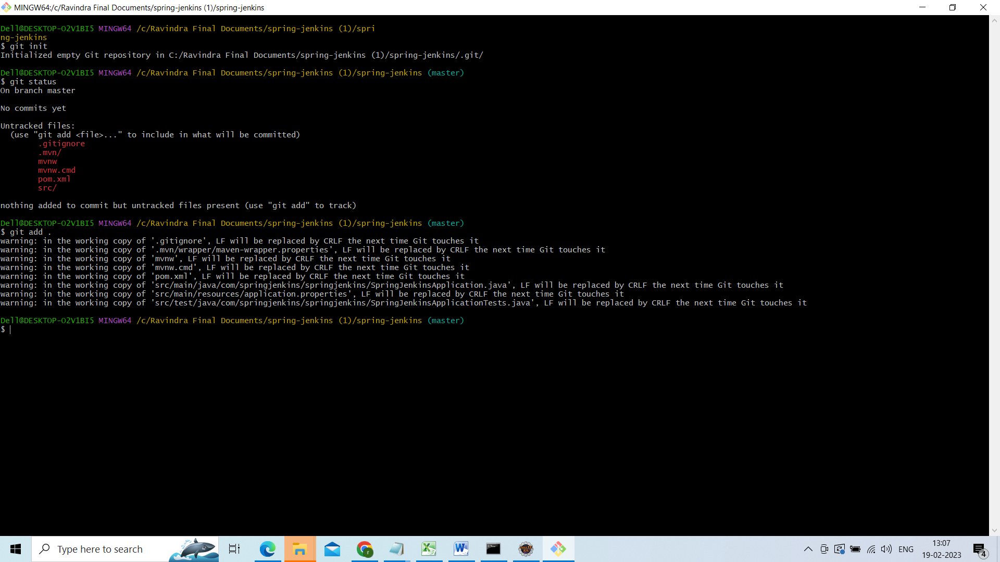 MINGW64:/c/Ravindra Final Documents/spring-jenkins (1)/spring-jenkins
Dell@DESKTOP-O2V1BI5 MINGW64 /c/Ravindra Final Documents/spring-jenkins (1)/spri
ng-jenkins
$ git init
Initialized empty Git repository in C:/Ravindra Final Documents/spring-jenkins (1)/spring-jenkins/.git/
Dell@DESKTOP-O2V1BI5 MINGW64 /c/Ravindra Final Documents/spring-jenkins (1)/spring-jenkins (master)
$ git status
On branch master
No commits yet
Untracked files:
(use "git add <file>..." to include in what will be committed)
.gitignore
.mvn/
mvnw
mvnw.cmd
pom.xml
src/
nothing added to commit but untracked files present (use "git add" to track)
Dell@DESKTOP-O2V1BI5 MINGW64 /c/Ravindra Final Documents/spring-jenkins (1)/spring-jenkins (master)
$ git add .
warning: in the working copy of '.gitignore', LF will be replaced by CRLF the next time Git touches it
warning: in the working copy of '.mvn/wrapper/maven-wrapper.properties', LF will be replaced by CRLF the next time Git touches it
warning: in the working copy of 'mvnw', LF will be replaced by CRLF the next time Git touches it
warning: in the working copy of 'mvnw.cmd', LF will be replaced by CRLF the next time Git touches it
warning: in the working copy of 'pom.xml', LF will be replaced by CRLF the next time Git touches it
warning: in the working copy of 'src/main/java/com/springjenkins/springjenkins/SpringJenkinsApplication.java', LF will be replaced by CRLF the next time Git touches it
warning: in the working copy of 'src/main/resources/application.properties', LF will be replaced by CRLF the next time Git touches it
warning: in the working copy of 'src/test/java/com/springjenkins/springjenkins/SpringJenkinsApplicationTests.java', LF will be replaced by CRLF the next time Git touches it
Dell@DESKTOP-O2V1BI5 MINGW64 /c/Ravindra Final Documents/spring-jenkins (1)/spring-jenkins (master)
$
Type here to search
ENG
13:07
19-02-2023
4